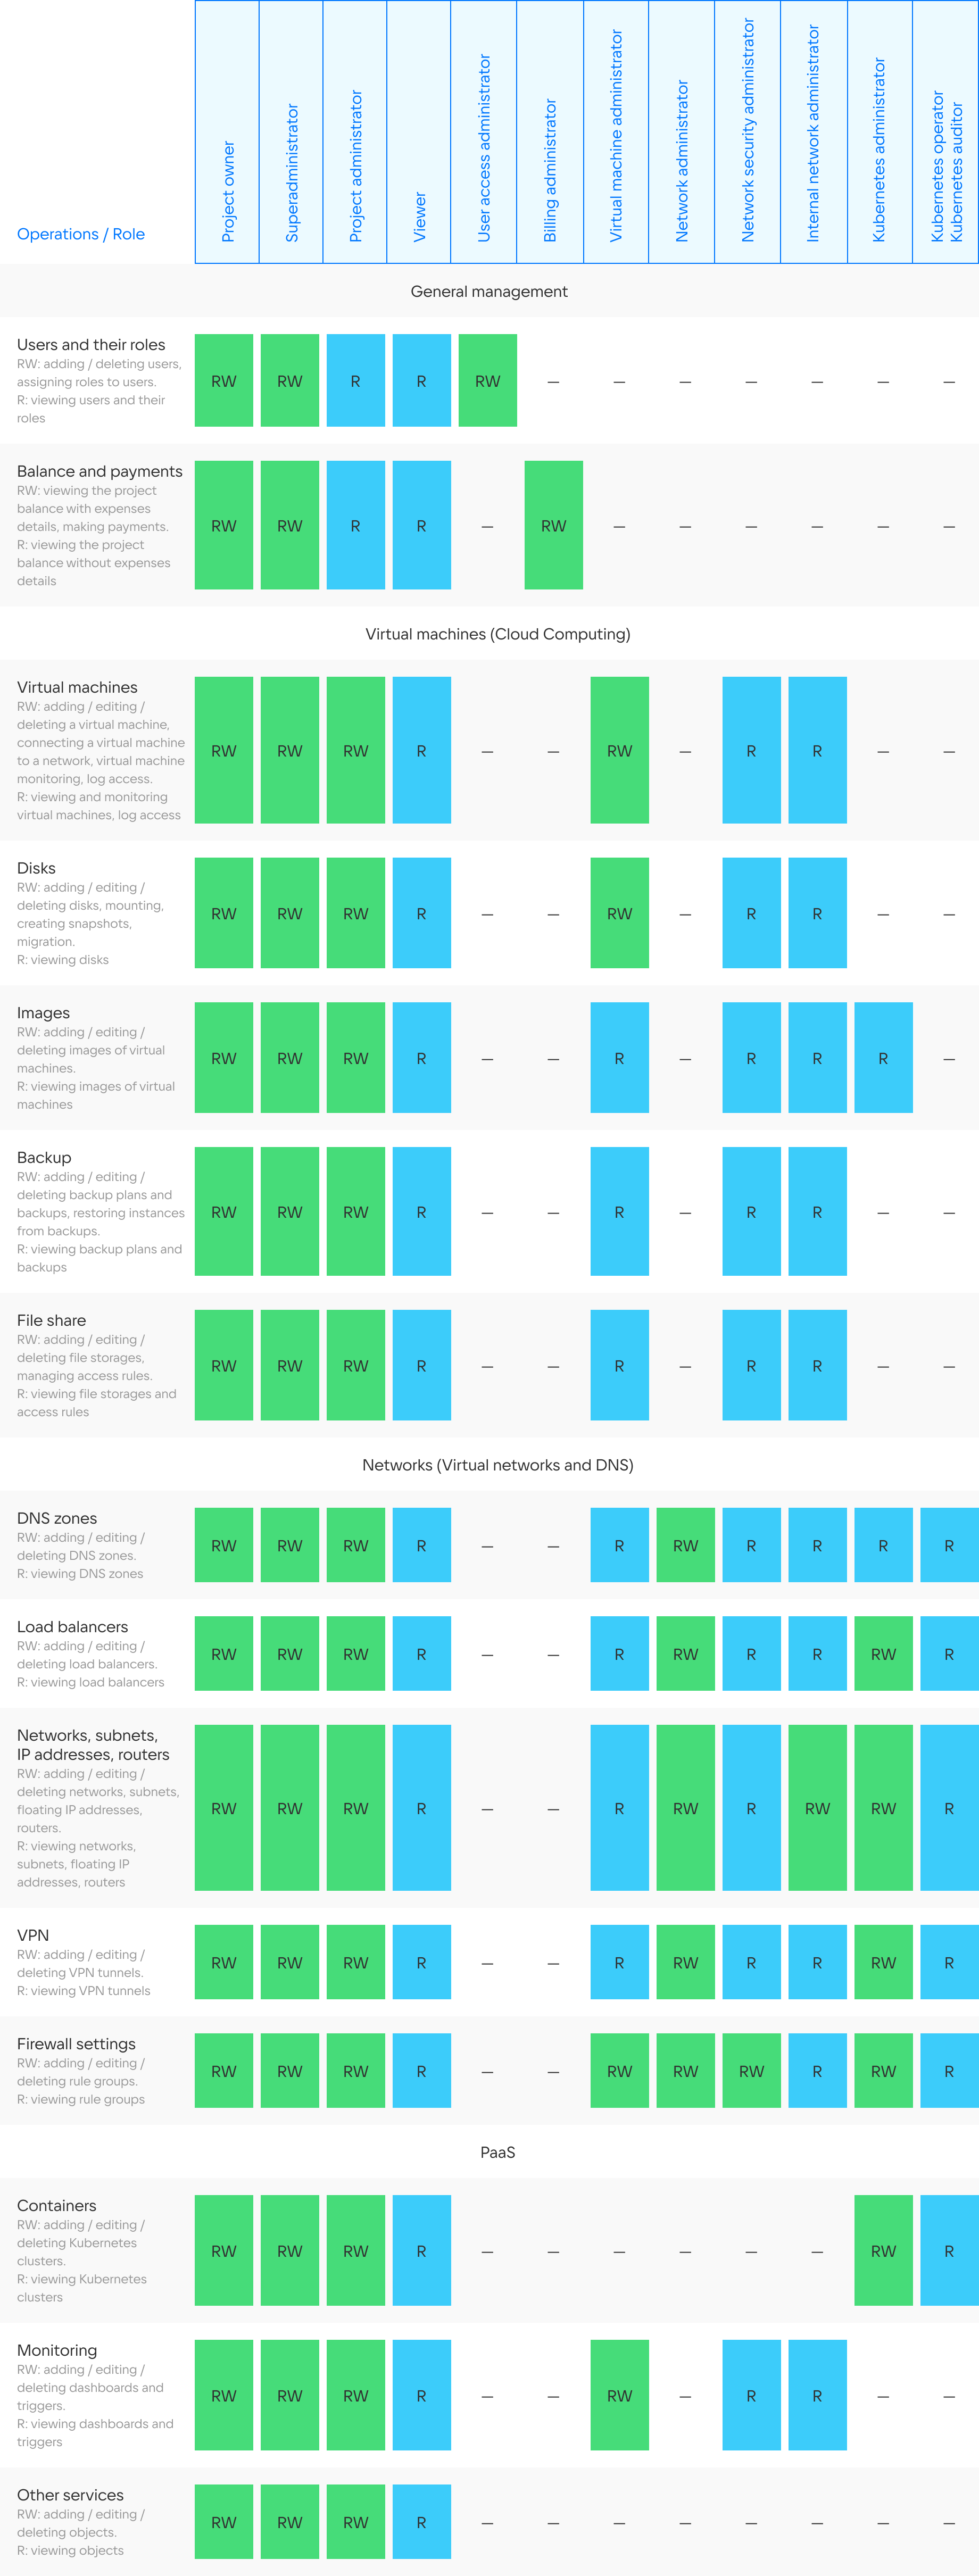 Operations / Role
Project owner
Superadministrator
Project administrator
Viewer
User access administrator
Billing administrator
Virtual machine administrator
Network administrator
Network security administrator
Internal network administrator
Kubernetes administrator
Kubernetes operator
Kubernetes auditor
General management
Users and their roles
RW: adding / deleting users,
assigning roles to users.
R: viewing users and their
roles
RW RW R R RW — — — — — — —
Balance and payments
RW: viewing the project
balance with expenses
details, making payments.
R: viewing the project
balance without expenses
details
RW RW R R — RW — — — — — —
Virtual machines (Cloud Computing)
Virtual machines
RW: adding / editing /
deleting a virtual machine,
connecting a virtual machine
to a network, virtual machine
monitoring, log access.
R: viewing and monitoring
virtual machines, log access
RW RW RW R — — RW — R R — —
Disks
RW: adding / editing /
deleting disks, mounting,
creating snapshots,
migration.
R: viewing disks
RW RW RW R — — RW — R R — —
Images
RW: adding / editing /
deleting images of virtual
machines.
R: viewing images of virtual
machines
RW RW RW R — — R — R R R —
Backup
RW: adding / editing /
deleting backup plans and
backups, restoring instances
from backups.
R: viewing backup plans and
backups
RW RW RW R — — R — R R — —
File share
RW: adding / editing /
deleting file storages,
managing access rules.
R: viewing file storages and
access rules
RW RW RW R — — R — R R — —
Networks (Virtual networks and DNS)
DNS zones
RW: adding / editing /
deleting DNS zones.
R: viewing DNS zones
RW RW RW R — — R RW R R R R
Load balancers
RW: adding / editing /
deleting load balancers.
R: viewing load balancers
RW RW RW R — — R RW R R RW R
Networks, subnets,
IP addresses, routers
RW: adding / editing /
deleting networks, subnets,
floating IP addresses,
routers.
R: viewing networks,
subnets, floating IP
addresses, routers
RW RW RW R — — R RW R RW RW R
VPN
RW: adding / editing /
deleting VPN tunnels.
R: viewing VPN tunnels
RW RW RW R — — R RW R R RW R
Firewall settings
RW: adding / editing /
deleting rule groups.
R: viewing rule groups
RW RW RW R — — RW RW RW R RW R
PaaS
Containers
RW: adding / editing /
deleting Kubernetes
clusters.
R: viewing Kubernetes
clusters
RW RW RW R — — — — — — RW R
Monitoring
RW: adding / editing /
deleting dashboards and
triggers.
R: viewing dashboards and
triggers
RW RW RW R — — RW — R R — —
Other services
RW: adding / editing /
deleting objects.
R: viewing objects
RW RW RW R — — — — — — — —